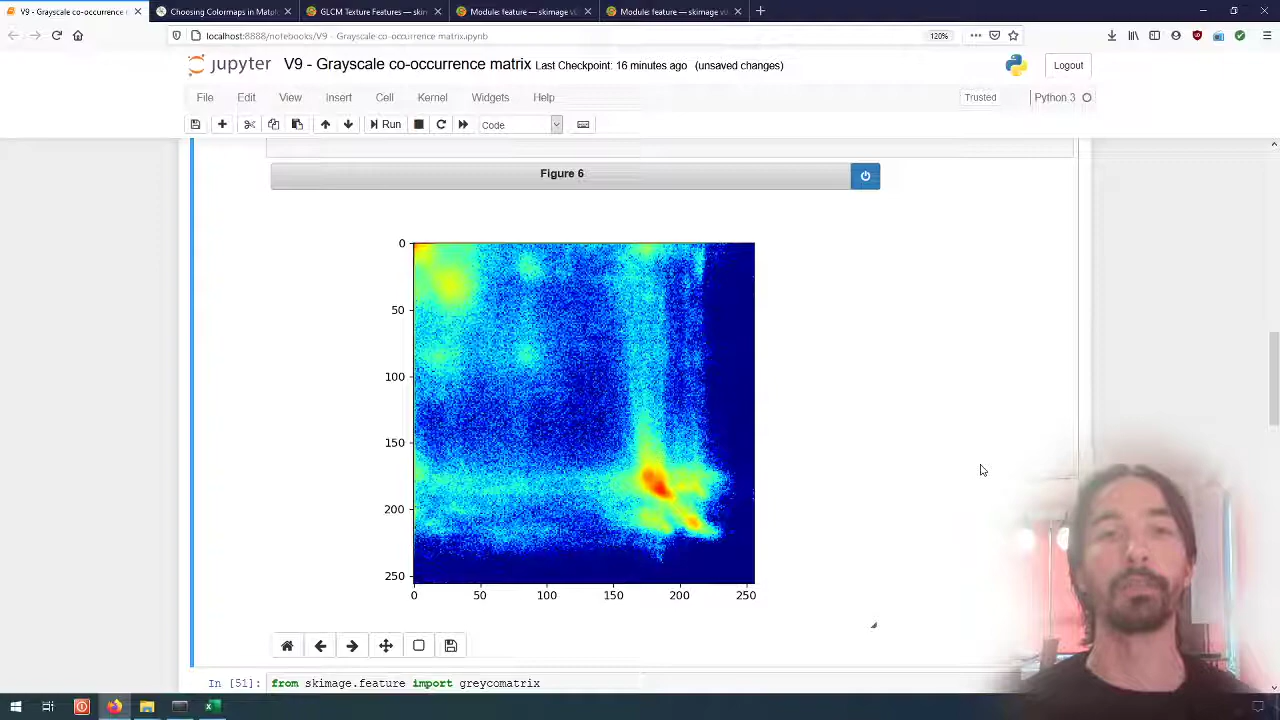 V9 - Grayscale co-occurrence
Choosing Colormaps in Matpl
GLCM Texture Features — skim
Module: feature — skimage v0
Module: feature — skimage v0
localhost:8888/notebooks/V9 - Grayscale co-occurrence matrix.ipynb
120%
jupyter V9 - Grayscale co-occurrence matrix Last Checkpoint: 16 minutes ago (unsaved changes)
Logout
File Edit View Insert Cell Kernel Widgets Help
Trusted
Python 3
Run
Code
Figure 6
0
50
100
150
200
250
0 50 100 150 200 250
In [51]: from skimage.feature import greycomatrix